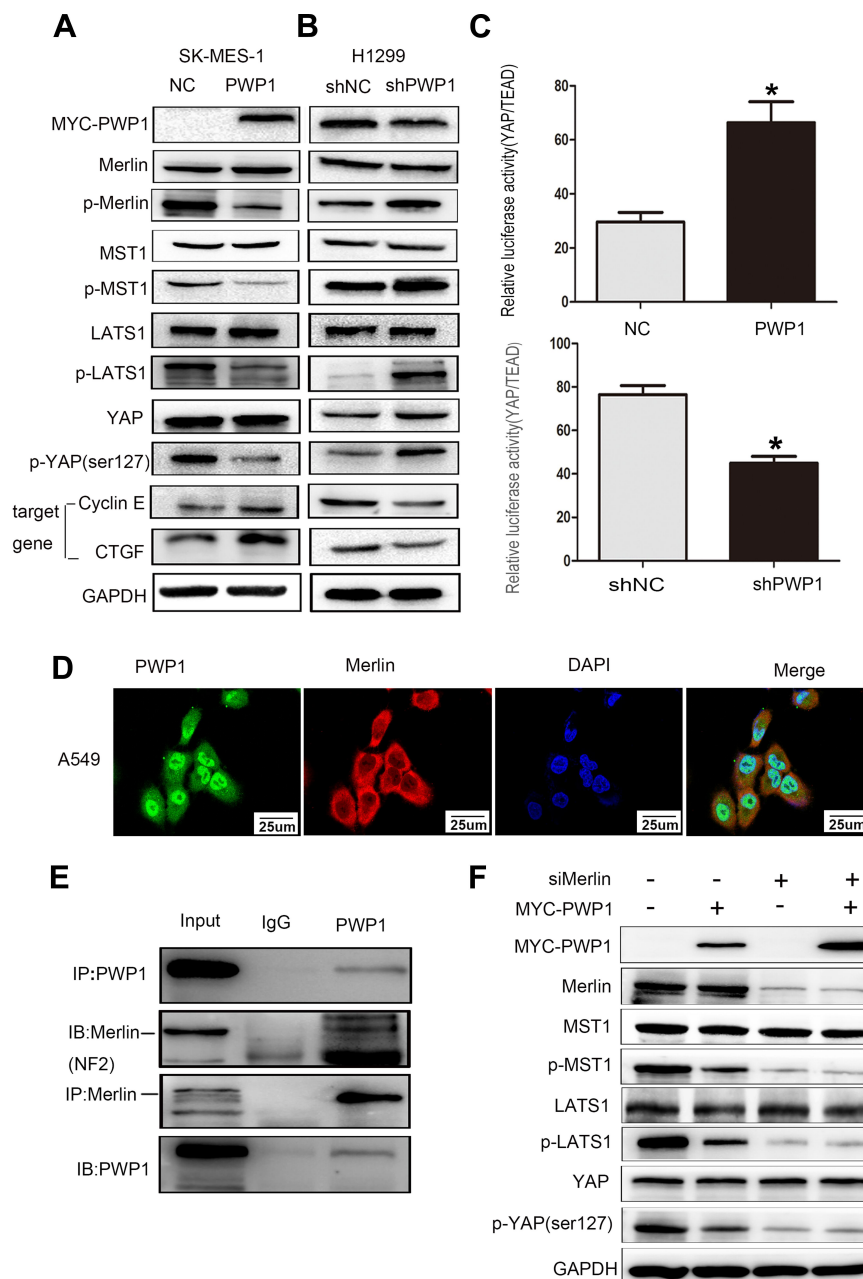 A
SK-MES-1
NC PWP1
B
H1299
shNC shPWP1
MYC-PWP1
Merlin
p-Merlin
MST1
p-MST1
LATS1
p-LATS1
YAP
p-YAP(ser127)
target gene
Cyclin E
CTGF
GAPDH
C
Relative luciferase activity(YAP/TEAD)
80
60
40
20
0
*
NC PWP1
Relative luciferase activity(YAP/TEAD)
100
80
60
40
20
0
*
shNC shPWP1
D
PWP1 Merlin DAPI Merge
A549
25um 25um 25um 25um
E
Input IgG PWP1
IP:PWP1
IB:Merlin
(NF2)
IP:Merlin
IB:PWP1
F
siMerlin - - + +
MYC-PWP1 - + - +
MYC-PWP1
Merlin
MST1
p-MST1
LATS1
p-LATS1
YAP
p-YAP(ser127)
GAPDH